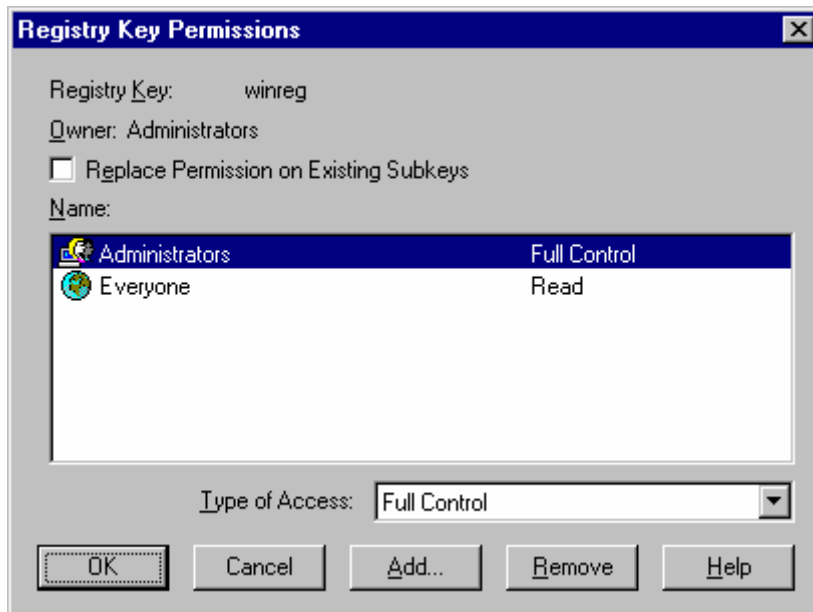 Registry Key Permissions
Registry Key: winreg
Owner: Administrators
Replace Permission on Existing Subkeys
Name:
Administrators Full Control
Everyone Read
Type of Access: Full Control
OK Cancel Add... Remove Help